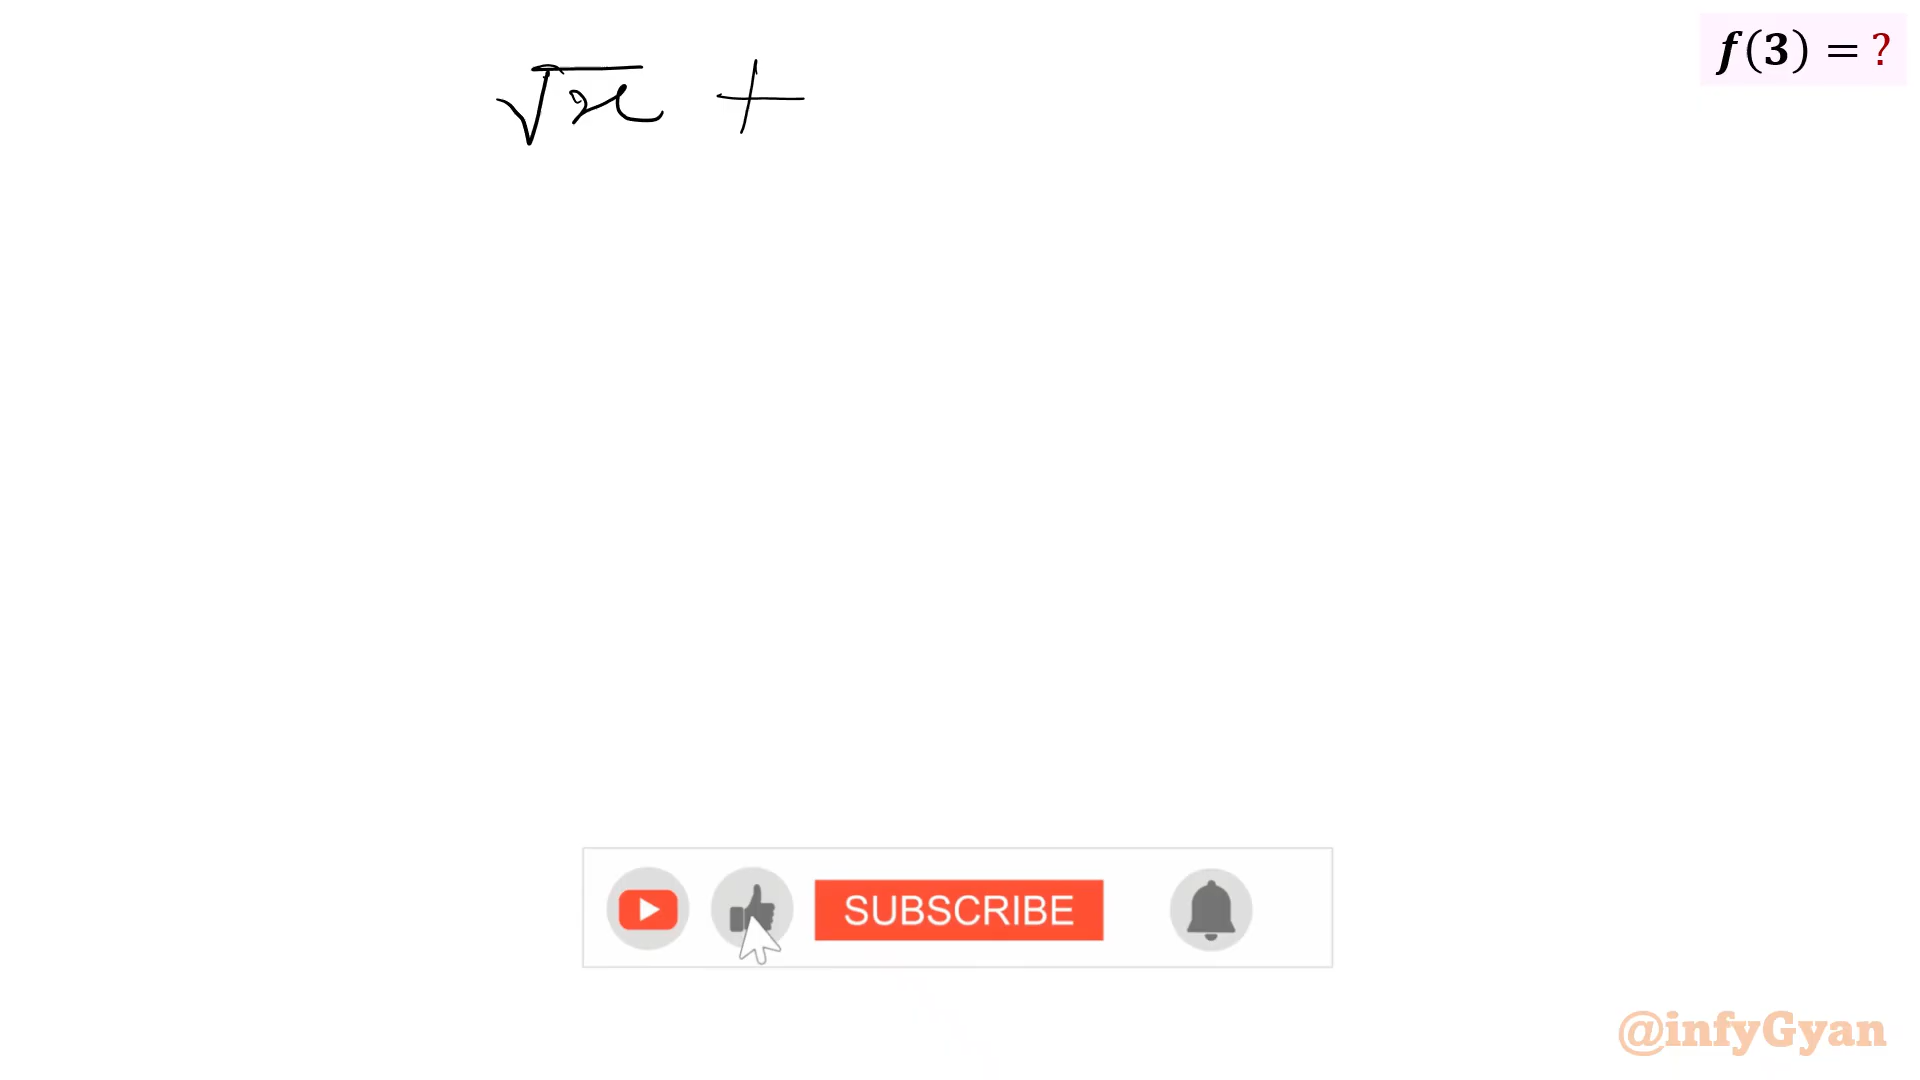 f(3) = ?
√x +
SUBSCRIBE
@infyGyan